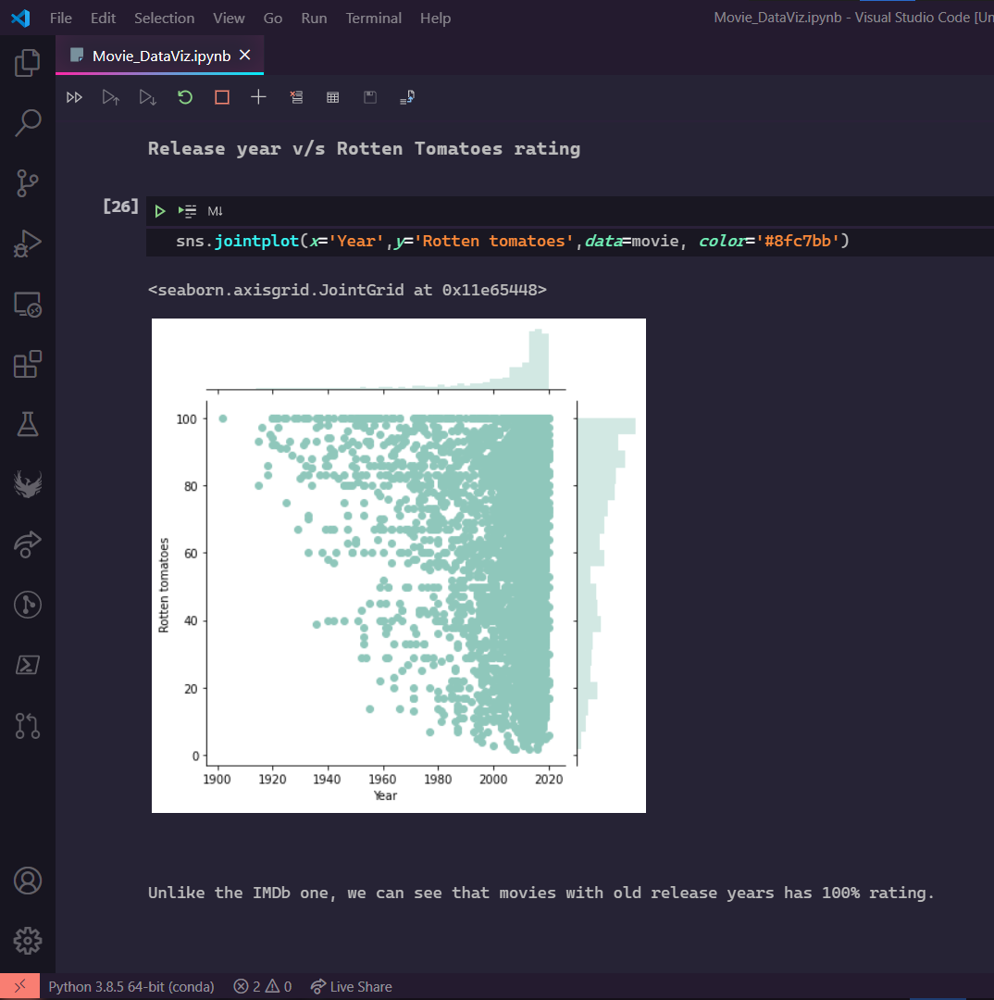 File Edit Selection View Go Run Terminal Help
Movie_DataViz.ipynb - Visual Studio Code [Un
Movie_DataViz.ipynb
Release year v/s Rotten Tomatoes rating
[26]
M↓
sns.jointplot(x='Year',y='Rotten tomatoes',data=movie, color='#8fc7bb')
<seaborn.axisgrid.JointGrid at 0x11e65448>
100
80
60
Rotten tomatoes
40
20
0
1900 1920 1940 1960 1980 2000 2020
Year
Unlike the IMDb one, we can see that movies with old release years has 100% rating.
Python 3.8.5 64-bit (conda) 2 0 Live Share